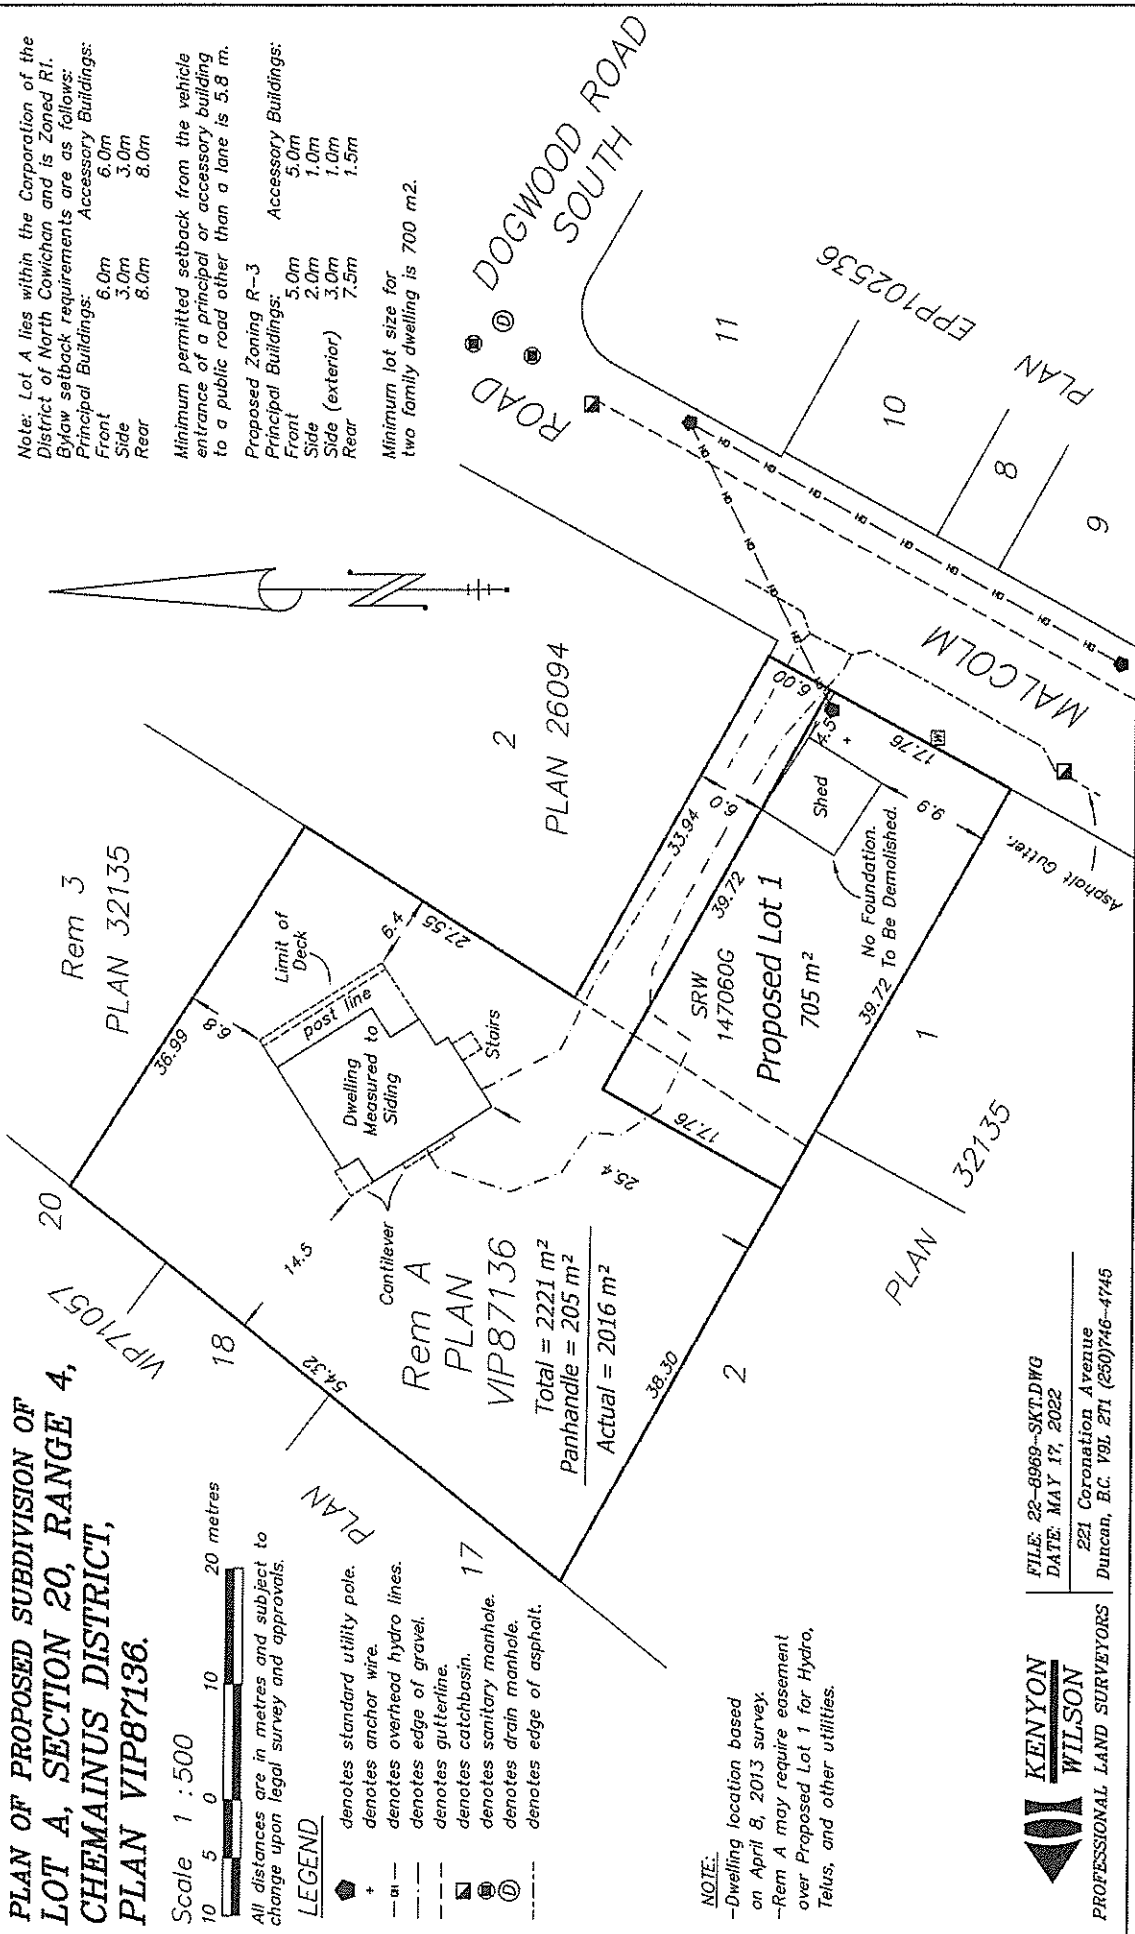 PLAN OF PROPOSED SUBDIVISION OF
LOT A, SECTION 20, RANGE 4,
CHEMAINUS DISTRICT,
PLAN VIP87136.
Scale 1 : 500
10 5 0 10 20 metres
All distances are in metres and subject to
change upon legal survey and approvals.
LEGEND
denotes standard utility pole.
+ denotes anchor wire.
denotes overhead hydro lines.
denotes edge of gravel.
denotes gutterline.
denotes catchbasin.
denotes sanitary manhole.
D denotes drain manhole.
denotes edge of asphalt.
NOTE:
-Dwelling location based
on April 8, 2013 survey.
-Rem A may require easement
over Proposed Lot 1 for Hydro,
Telus, and other utilities.
KENYON
WILSON
PROFESSIONAL LAND SURVEYORS
FILE: 22-8969-SKT.DWG
DATE: MAY 17, 2022
221 Coronation Avenue
Duncan, B.C. V9L 2T1 (250)746-4745
Note: Lot A lies within the Corporation of the
District of North Cowichan and is Zoned R1.
Bylaw setback requirements are as follows:
Principal Buildings: Accessory Buildings:
Front 6.0m 6.0m
Side 3.0m 3.0m
Rear 8.0m 8.0m
Minimum permitted setback from the vehicle
entrance of a principal or accessory building
to a public road other than a lane is 5.8 m.
Proposed Zoning R-3
Principal Buildings: Accessory Buildings:
Front 5.0m 5.0m
Side 2.0m 1.0m
Side (exterior) 3.0m 1.0m
Rear 7.5m 1.5m
Minimum lot size for
two family dwelling is 700 m2.
N
PLAN
VIP71057
20
18
17
Rem 3
PLAN 32135
2
PLAN 26094
36.99
54.32
38.30
27.55
33.94
6.8
6.4
14.5
25.4
Limit of
Deck
post line
Dwelling
Measured to
Siding
Stairs
Cantilever
Rem A
PLAN
VIP87136
Total = 2221 m²
Panhandle = 205 m²
Actual = 2016 m²
17.76
39.72
6.0
6.00
SRW
147060G
Proposed Lot 1
705 m²
Shed
4.5
+
17.76
W
9.9
No Foundation.
To Be Demolished.
39.72
Asphalt Gutter.
2
1
PLAN 32135
MALCOLM ROAD
DOGWOOD ROAD
SOUTH
D
11
10
8
9
PLAN EPP102536